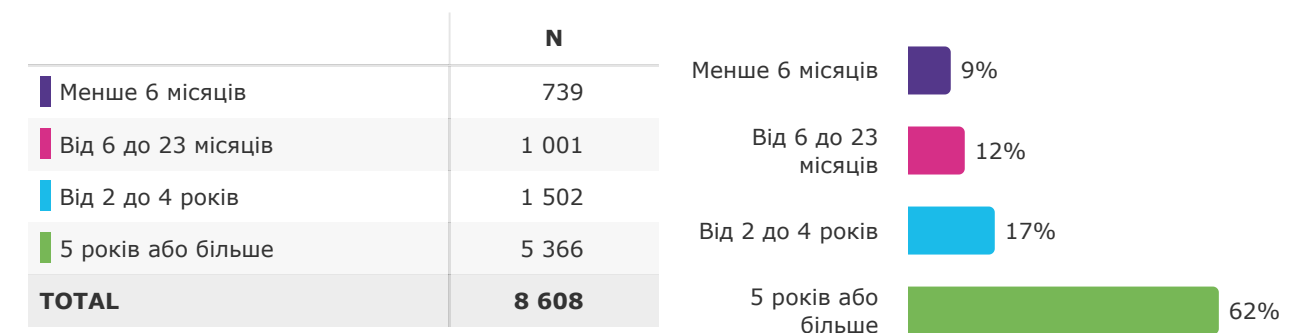 N
Менше 6 місяців 739
Від 6 до 23 місяців 1 001
Від 2 до 4 років 1 502
5 років або більше 5 366
TOTAL 8 608
Менше 6 місяців 9%
Від 6 до 23
місяців 12%
Від 2 до 4 років 17%
5 років або
більше 62%